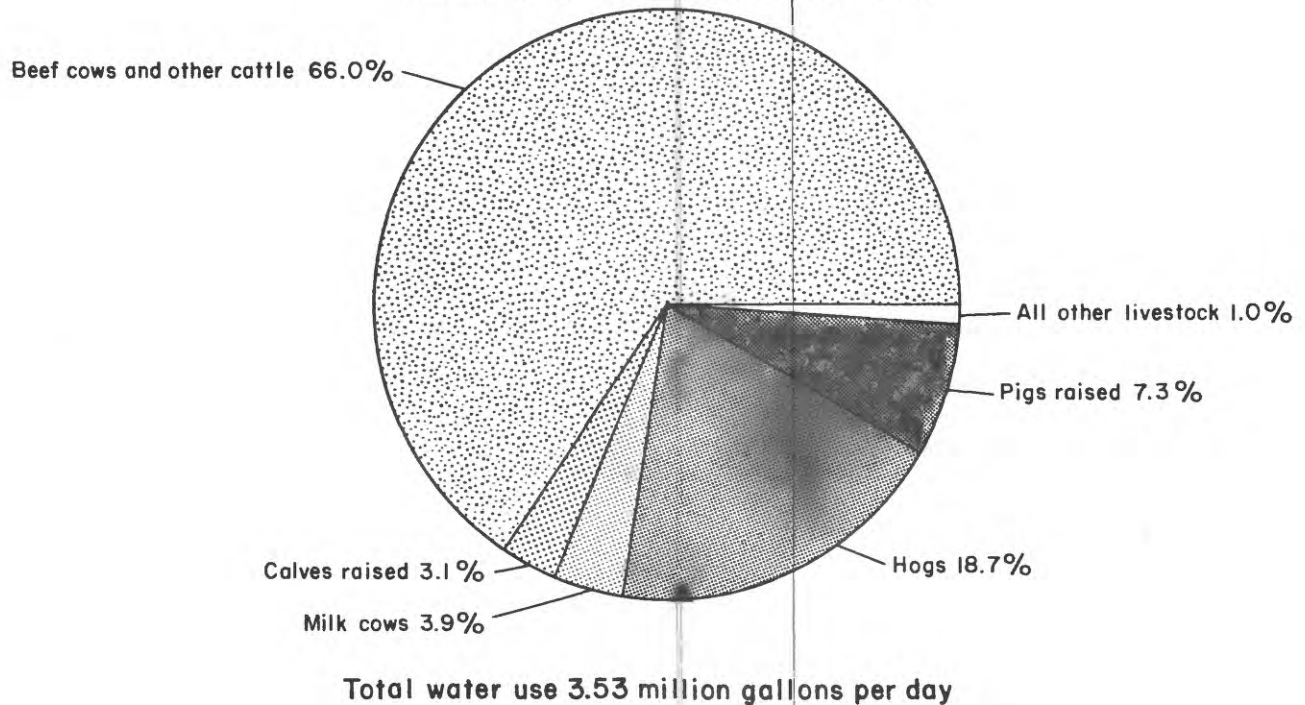 Beef cows and other cattle 66.0%
All other livestock 1.0%
Pigs raised 7.3%
Hogs 18.7%
Calves raised 3.1%
Milk cows 3.9%
Total water use 3.53 million gallons per day